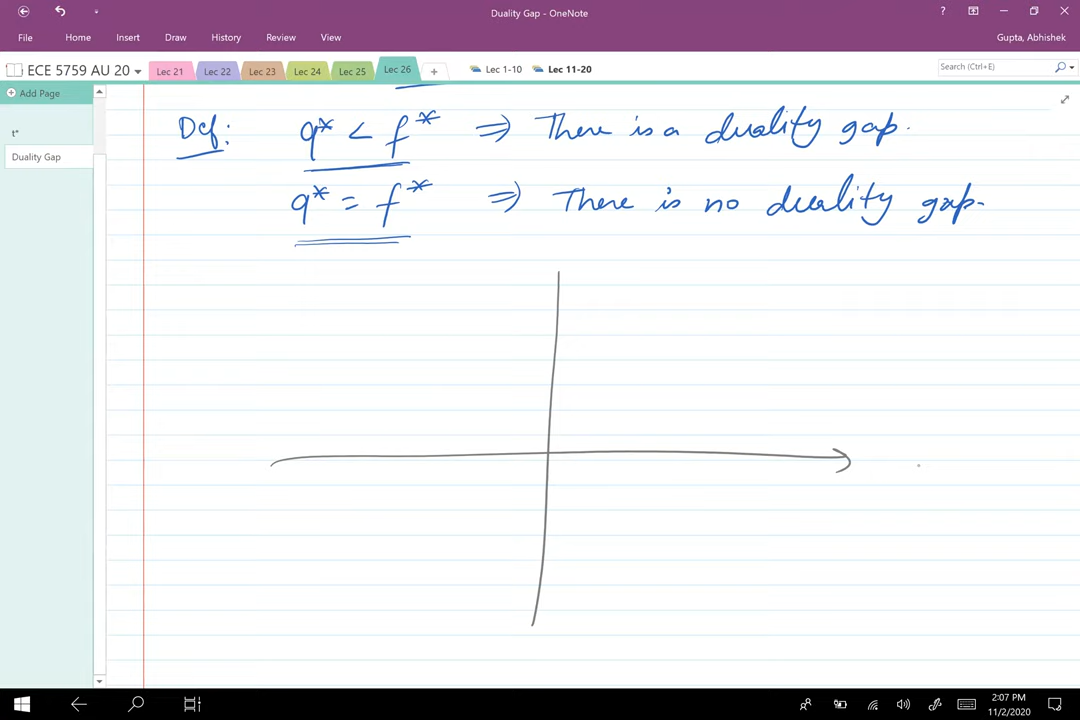 Duality Gap - OneNote
?
Gupta, Abhishek
File Home Insert Draw History Review View
ECE 5759 AU 20 Lec 21 Lec 22 Lec 23 Lec 24 Lec 25 Lec 26 + Lec 1-10 Lec 11-20 Search (Ctrl+E)
Add Page
t*
Duality Gap
Def: q* < f* ⇒ There is a duality gap.
q* = f* ⇒ There is no duality gap.
2:07 PM
11/2/2020